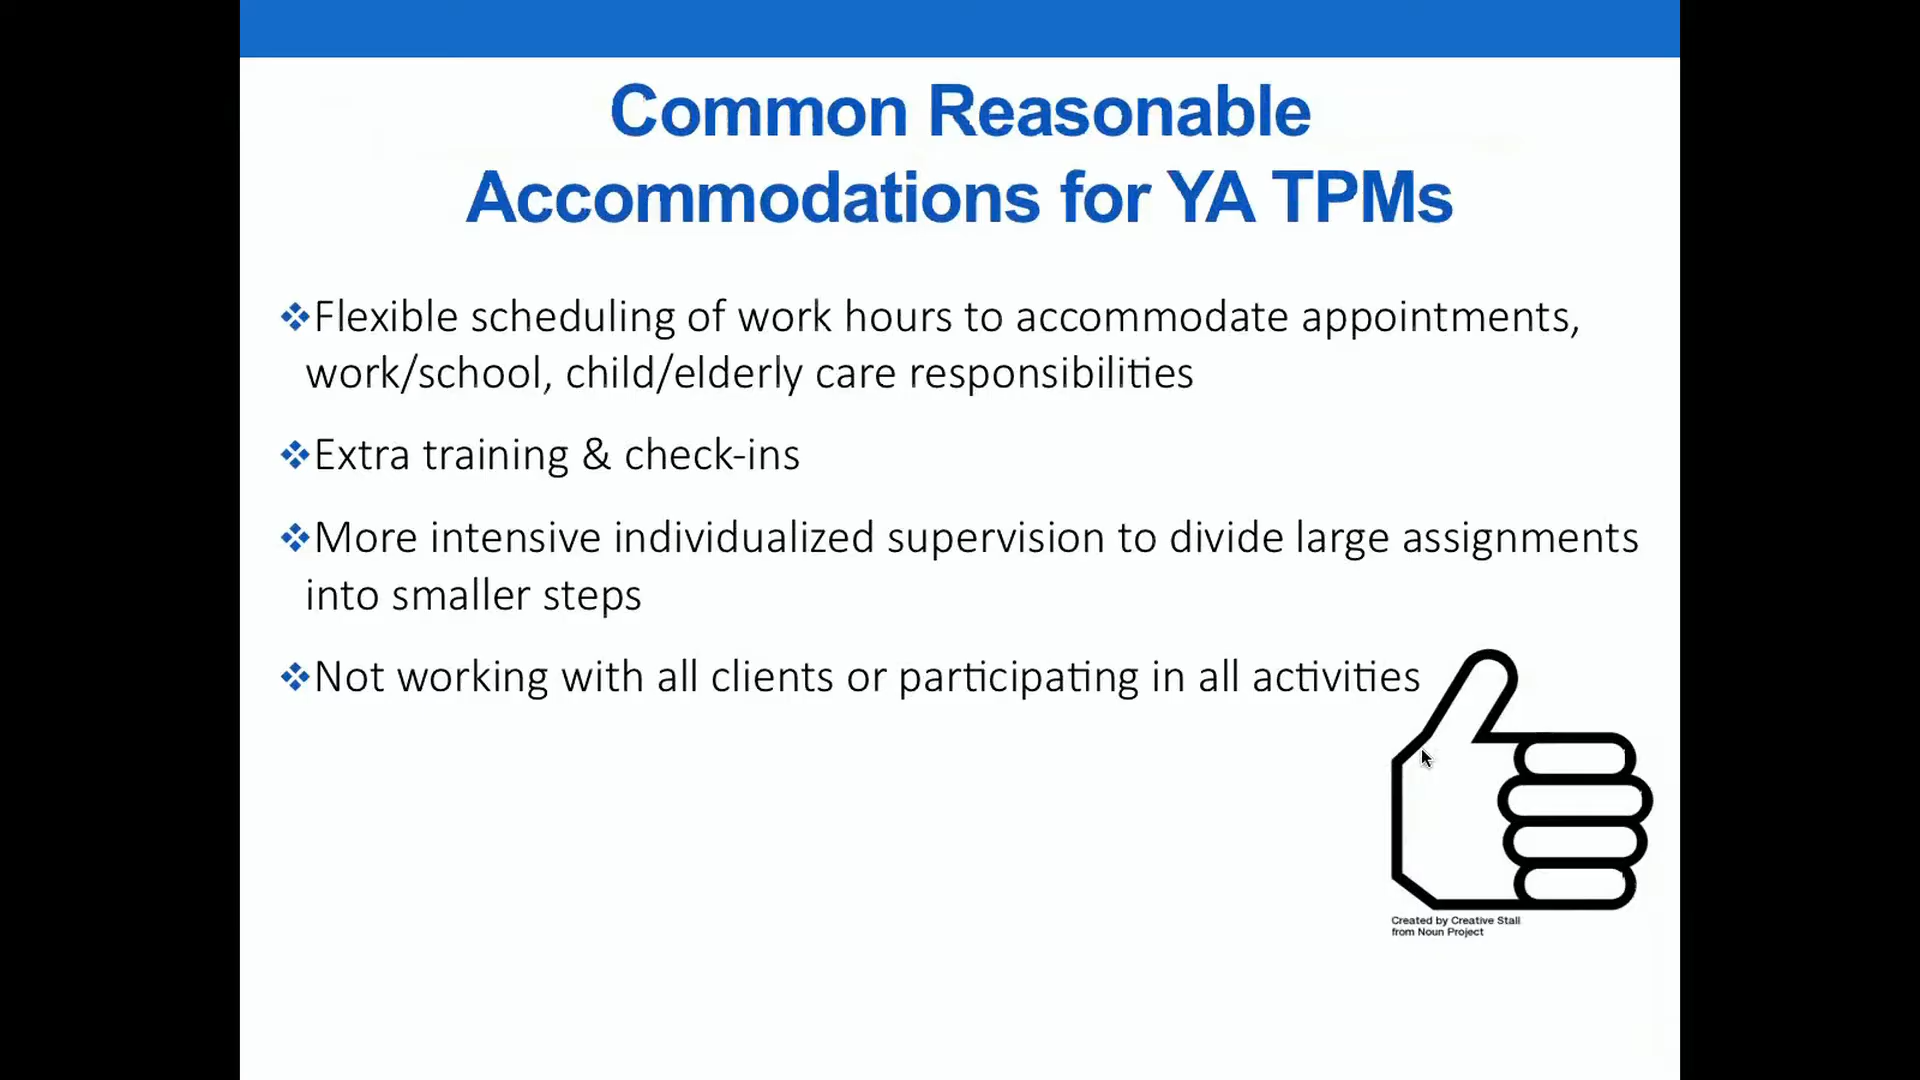 Common Reasonable
Accommodations for YA TPMs
❖Flexible scheduling of work hours to accommodate appointments,
work/school, child/elderly care responsibilities
❖Extra training & check-ins
❖More intensive individualized supervision to divide large assignments
into smaller steps
❖Not working with all clients or participating in all activities
Created by Creative Stall
from Noun Project